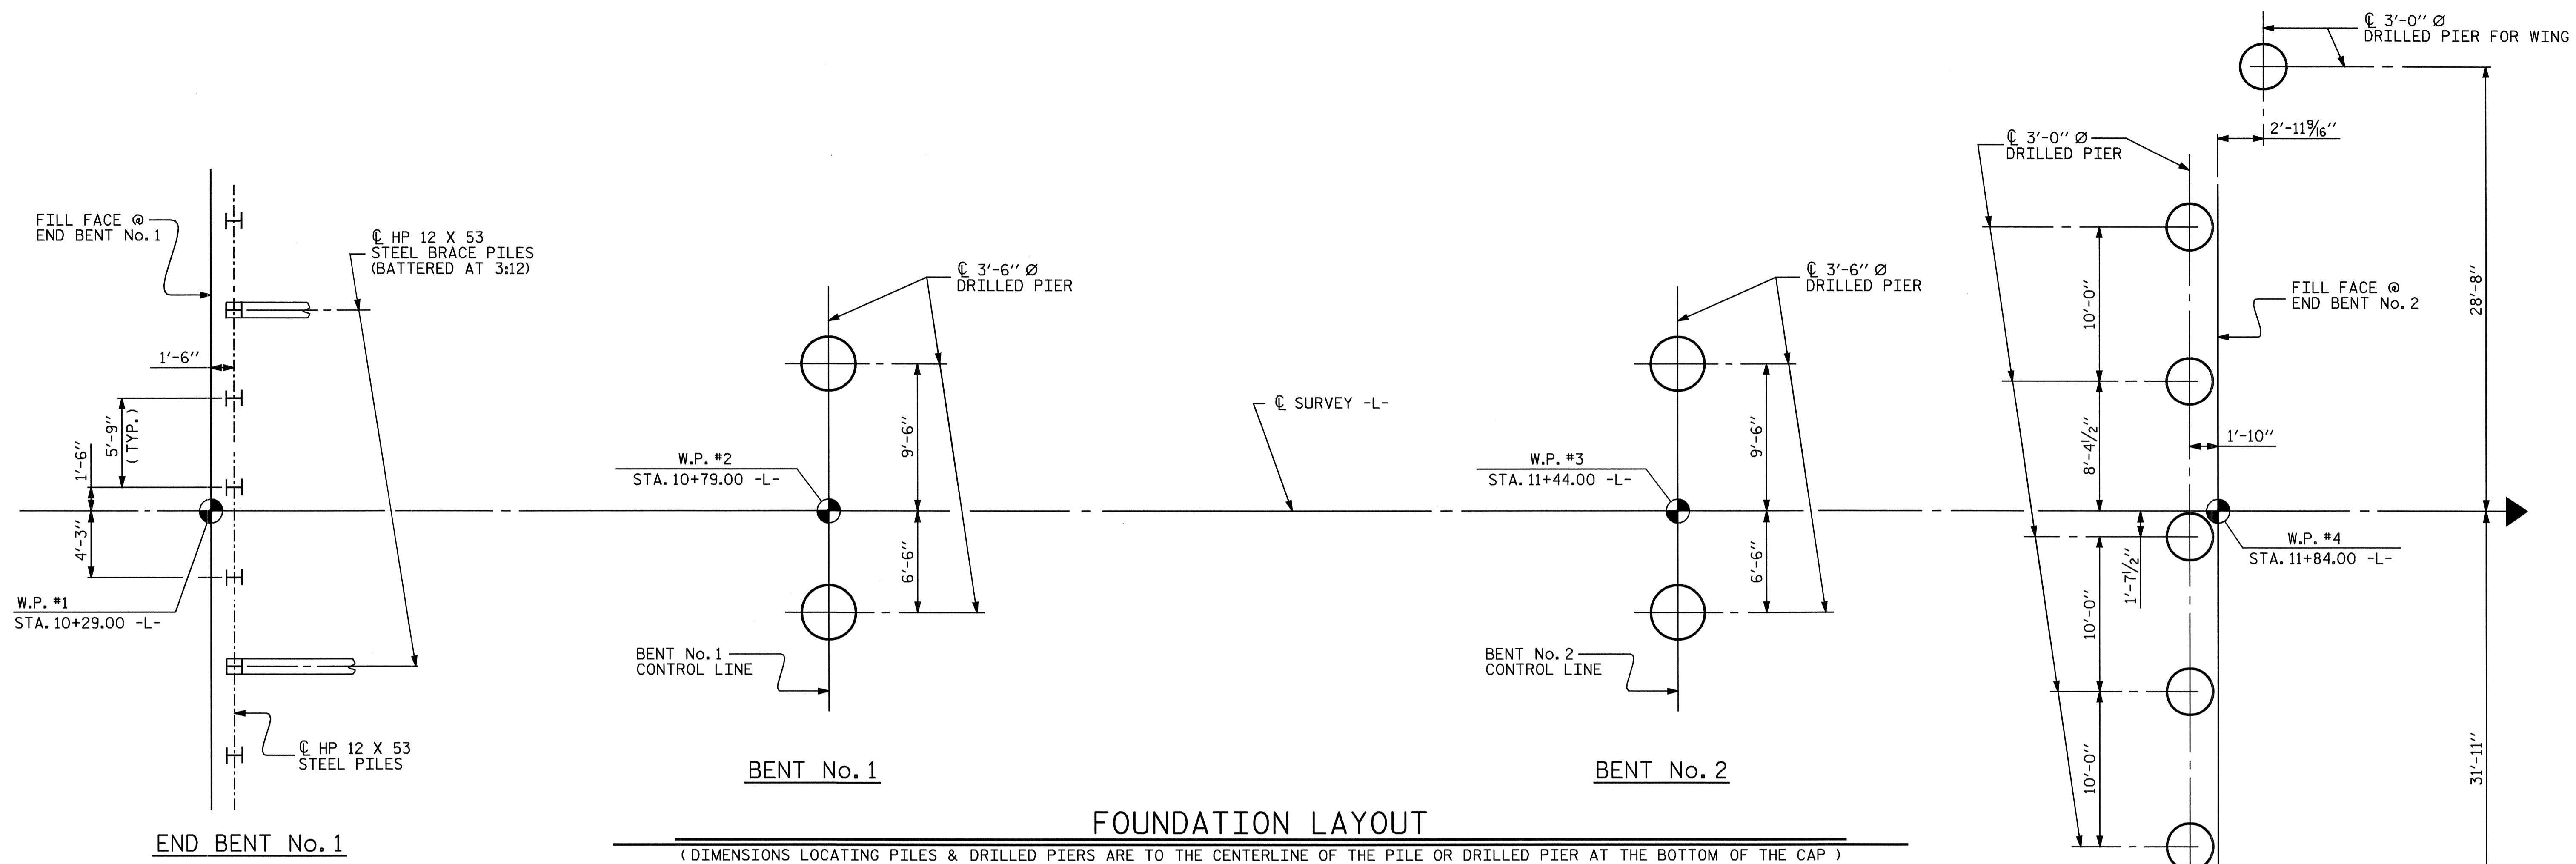 FILL FACE @
END BENT No. 1
℄ HP 12 X 53
STEEL BRACE PILES
(BATTERED AT 3:12)
1'-6"
5'-9"
(TYP.)
1'-6"
4'-3"
W.P. #1
STA. 10+29.00 -L-
℄ HP 12 X 53
STEEL PILES
END BENT No. 1
℄ 3'-6" Ø
DRILLED PIER
9'-6"
6'-6"
W.P. #2
STA. 10+79.00 -L-
BENT No. 1
CONTROL LINE
BENT No. 1
℄ SURVEY -L-
℄ 3'-6" Ø
DRILLED PIER
9'-6"
6'-6"
W.P. #3
STA. 11+44.00 -L-
BENT No. 2
CONTROL LINE
BENT No. 2
℄ 3'-0" Ø
DRILLED PIER FOR WING
2'-11 9/16"
℄ 3'-0" Ø
DRILLED PIER
10'-0"
8'-4 1/2"
1'-10"
FILL FACE @
END BENT No. 2
28'-8"
W.P. #4
STA. 11+84.00 -L-
1'-7 1/2"
10'-0"
10'-0"
31'-11"
FOUNDATION LAYOUT
(DIMENSIONS LOCATING PILES & DRILLED PIERS ARE TO THE CENTERLINE OF THE PILE OR DRILLED PIER AT THE BOTTOM OF THE CAP)